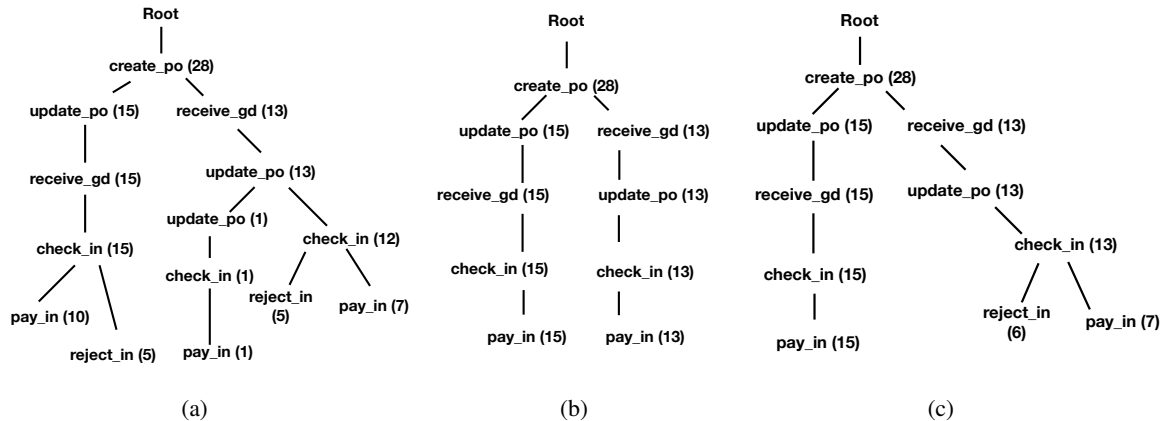 Root
create_po (28)
update_po (15)
receive_gd (13)
receive_gd (15)
update_po (13)
update_po (1)
check_in (15)
check_in (12)
check_in (1)
pay_in (10)
reject_in
(5)
pay_in (7)
reject_in (5)
pay_in (1)
(a)
Root
create_po (28)
update_po (15)
receive_gd (13)
receive_gd (15)
update_po (13)
check_in (15)
check_in (13)
pay_in (15)
pay_in (13)
(b)
Root
create_po (28)
update_po (15)
receive_gd (13)
receive_gd (15)
update_po (13)
check_in (13)
check_in (15)
reject_in
(6)
pay_in (7)
pay_in (15)
(c)